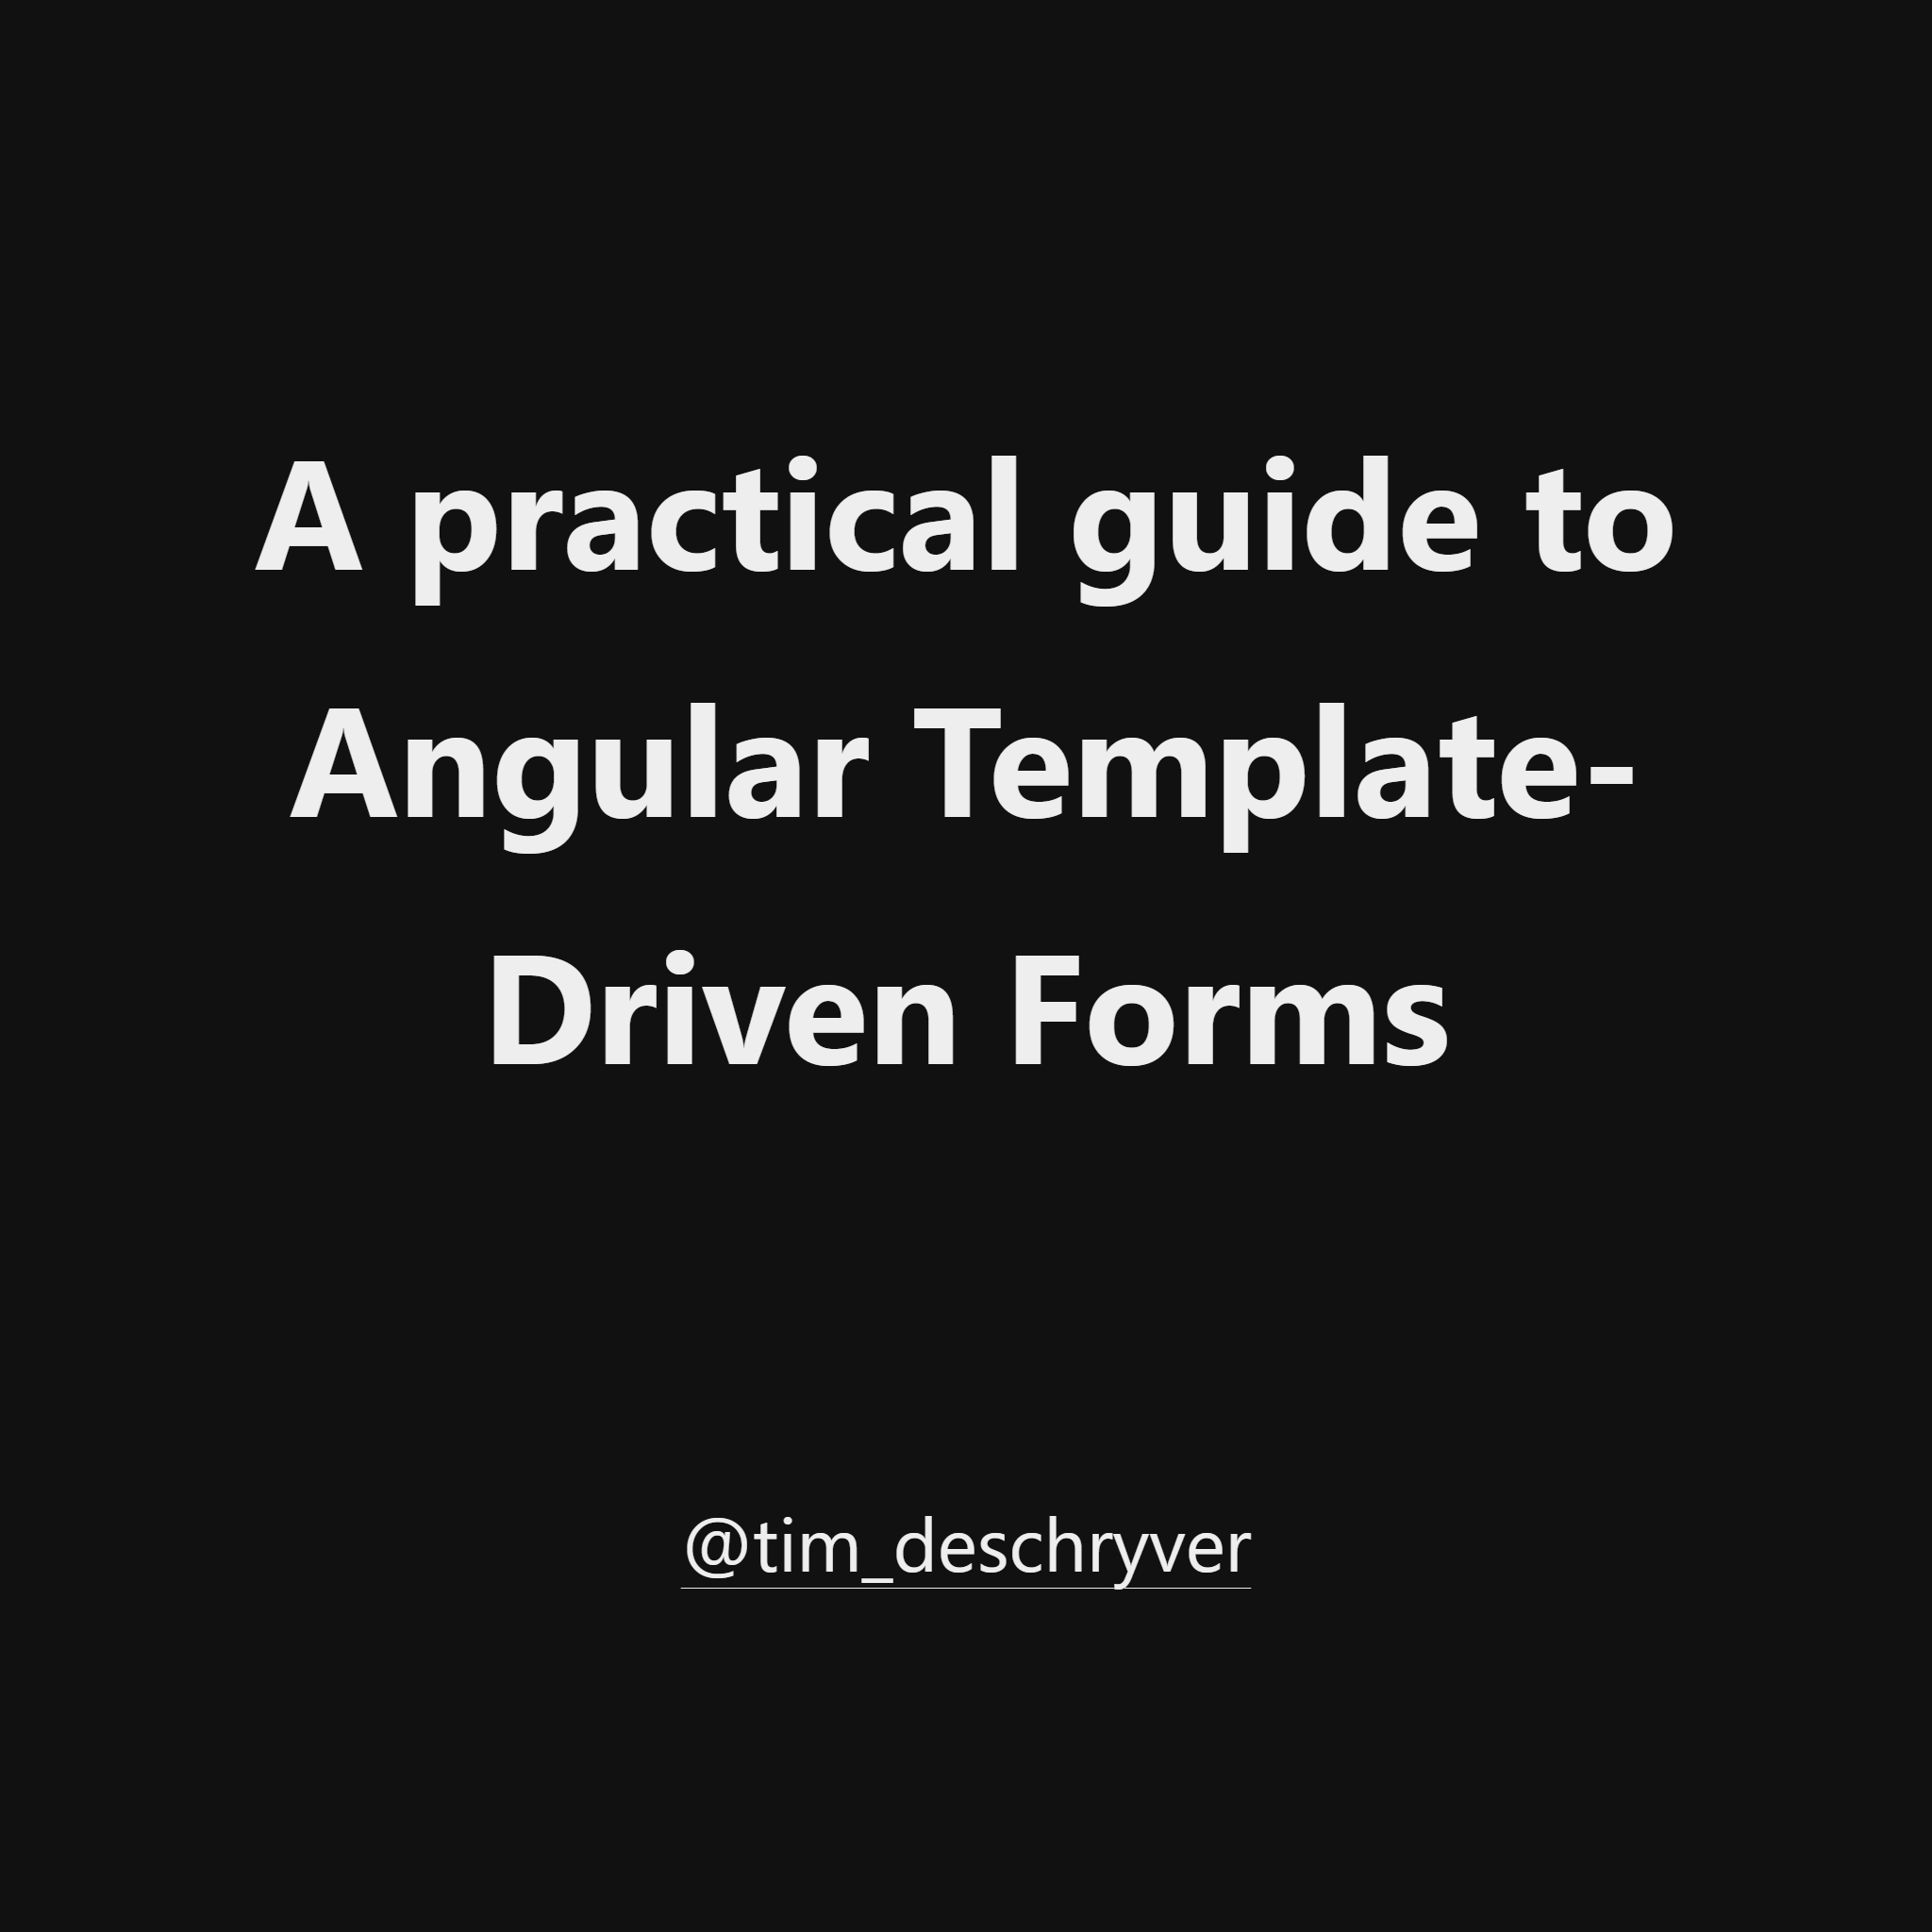 A practical guide to
Angular Template-
Driven Forms
@tim_deschryver